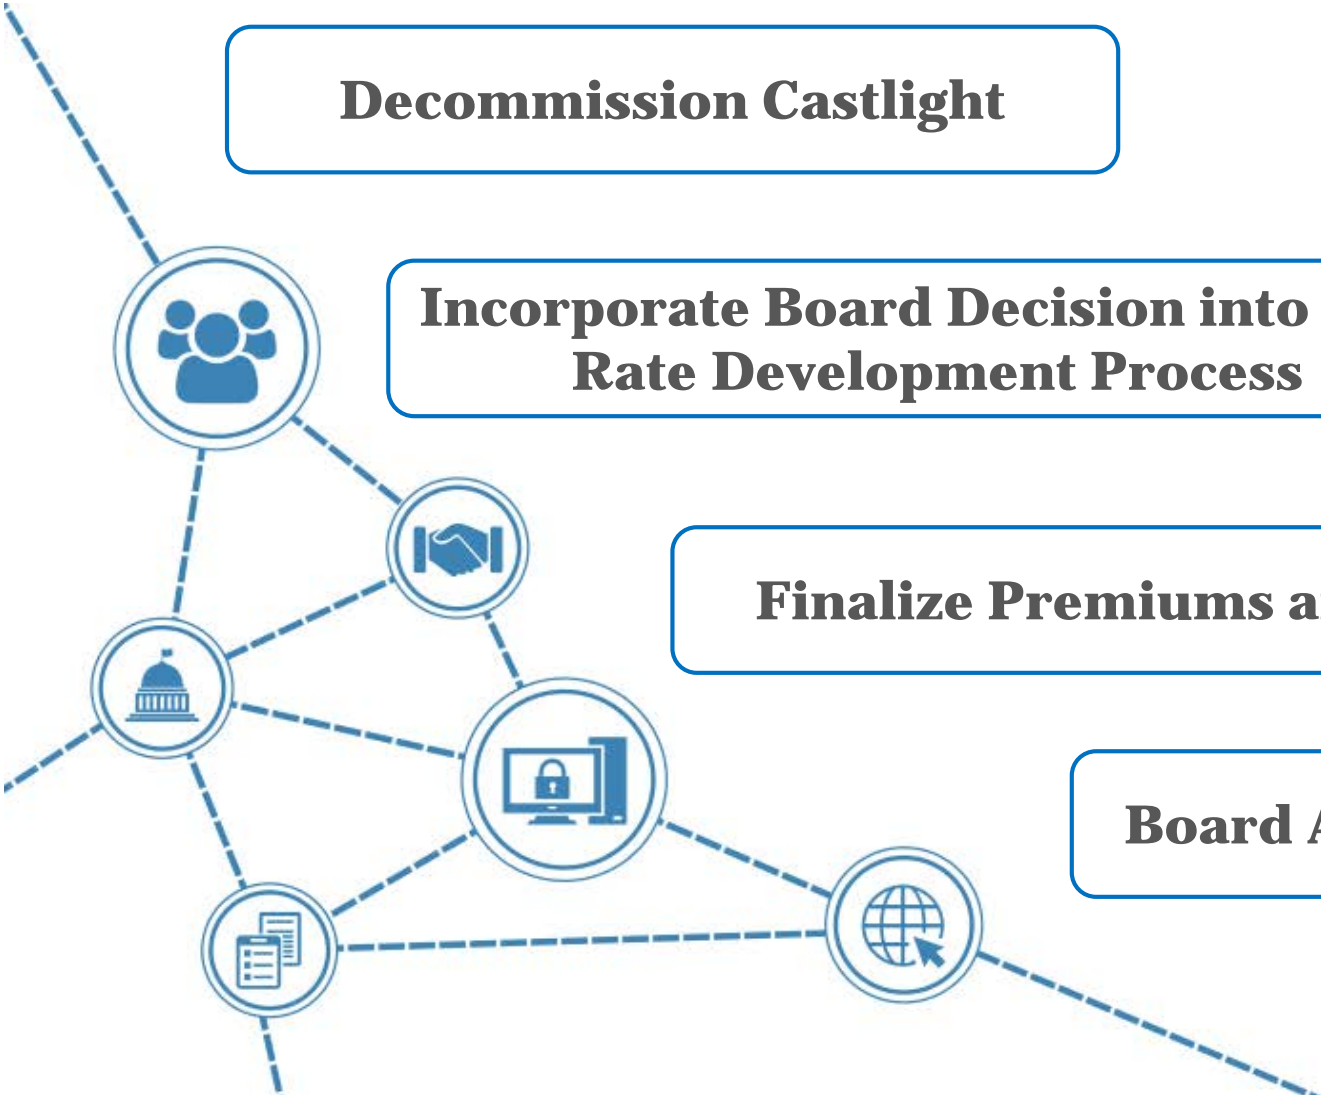 Decommission Castlight
Incorporate Board Decision into
Rate Development Process
Finalize Premiums
Board